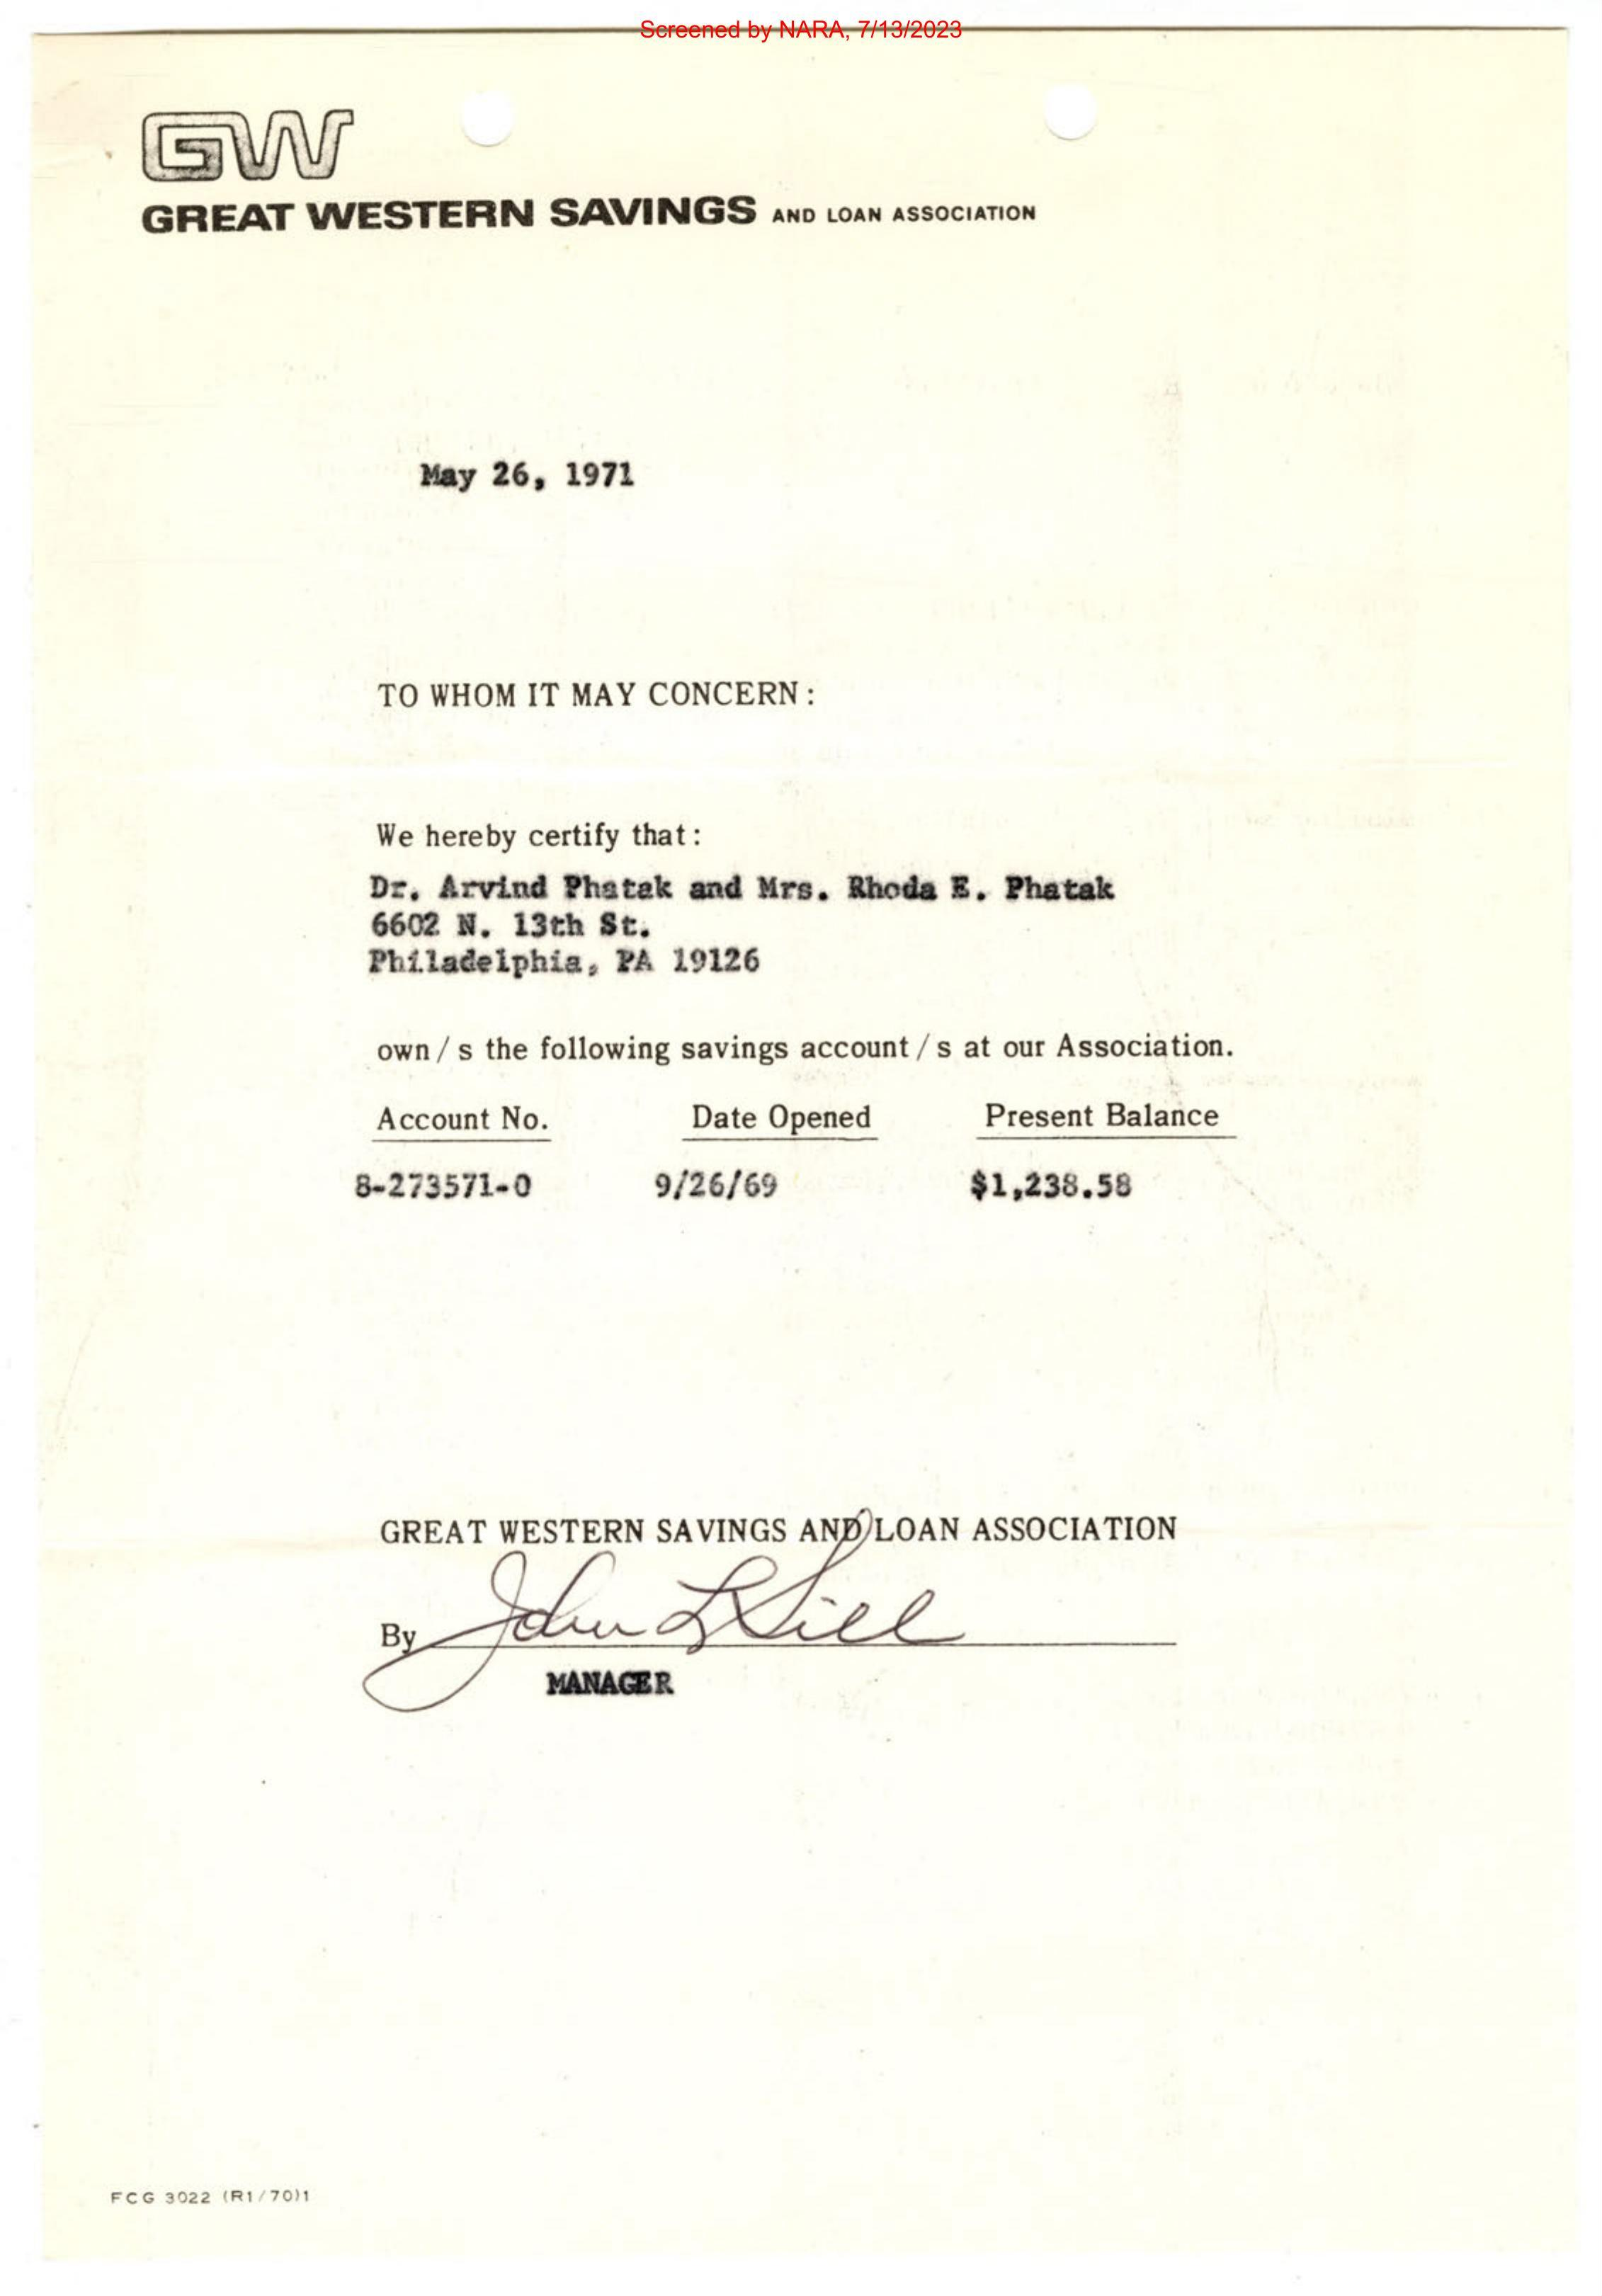 Screened by NARA, 7/13/2023
GW
GREAT WESTERN SAVINGS AND LOAN ASSOCIATION
May 26, 1971
TO WHOM IT MAY CONCERN:
We hereby certify that:
Dr. Arvind Phatak and Mrs. Rhoda E. Phatak
6602 N. 13th St.
Philadelphia, PA 19126
own/s the following savings account/s at our Association.
Account No. Date Opened Present Balance
8-273571-0 9/26/69 $1,238.58
GREAT WESTERN SAVINGS AND LOAN ASSOCIATION
By John L Hill
MANAGER
FCG 3022 (R1/70)1